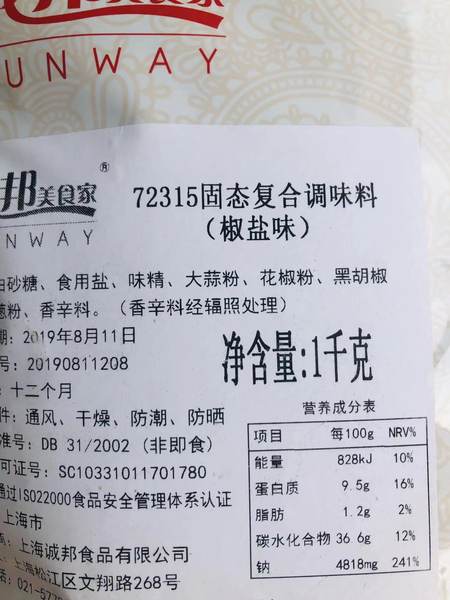 UNWAY
邦美食家®
NWAY
72315固态复合调味料
(椒盐味)
白砂糖、食用盐、味精、大蒜粉、花椒粉、黑胡椒
葱粉、香辛料。(香辛料经辐照处理)
期: 2019年8月11日
号: 20190811208
: 十二个月
净含量:1千克
件: 通风、干燥、防潮、防晒
准号: DB 31/2002 (非即食)
可证号: SC10331011701780
通过ISO22000食品安全管理体系认证
上海市
: 上海诚邦食品有限公司
上海松江区文翔路268号
话: 021-577
营养成分表
项目 每100g NRV%
能量 828kJ 10%
蛋白质 9.5g 16%
脂肪 1.2g 2%
碳水化合物 36.6g 12%
钠 4818mg 241%